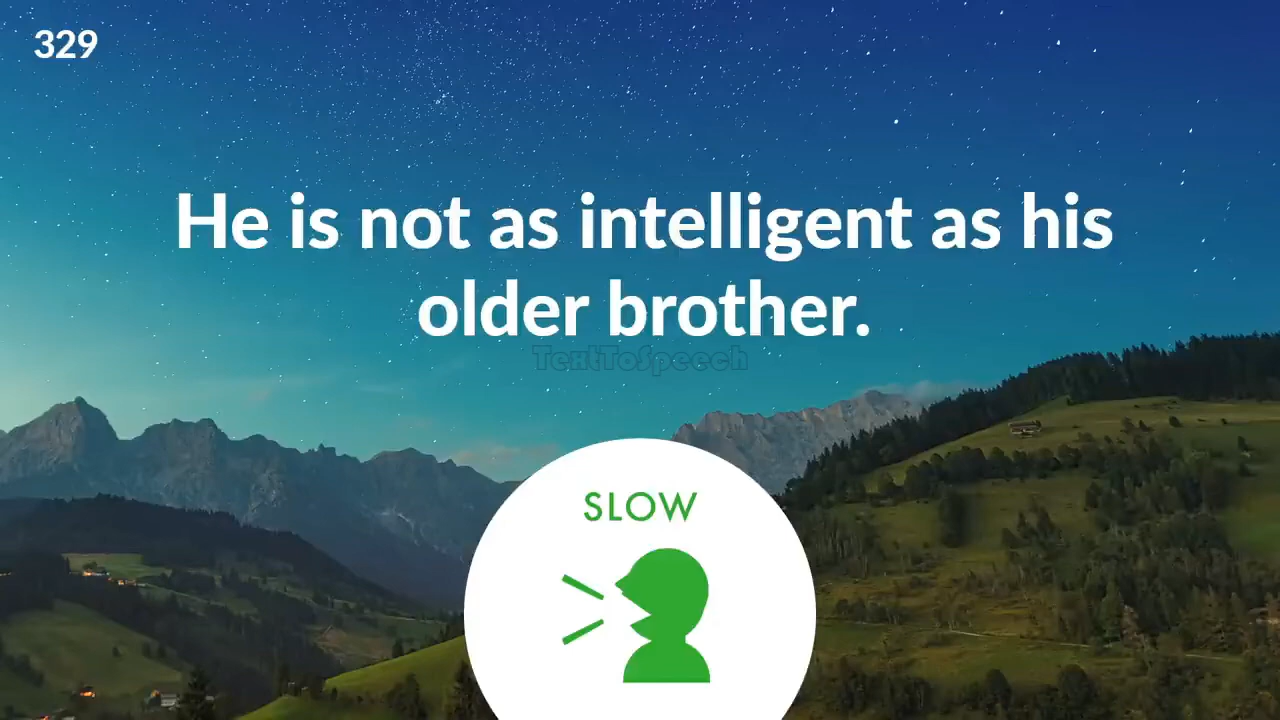 329
He is not as intelligent as his
older brother.
TextToSpeech
SLOW